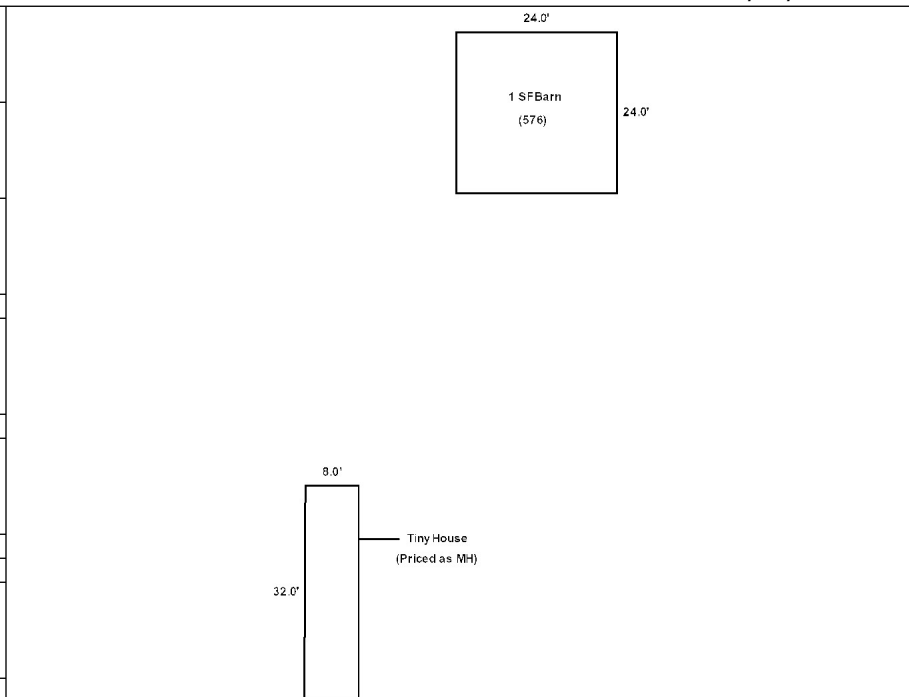 24.0'
1 SFBarn
24.0'
(576)
8.0'
Tiny House
(Priced as MH)
32.0'